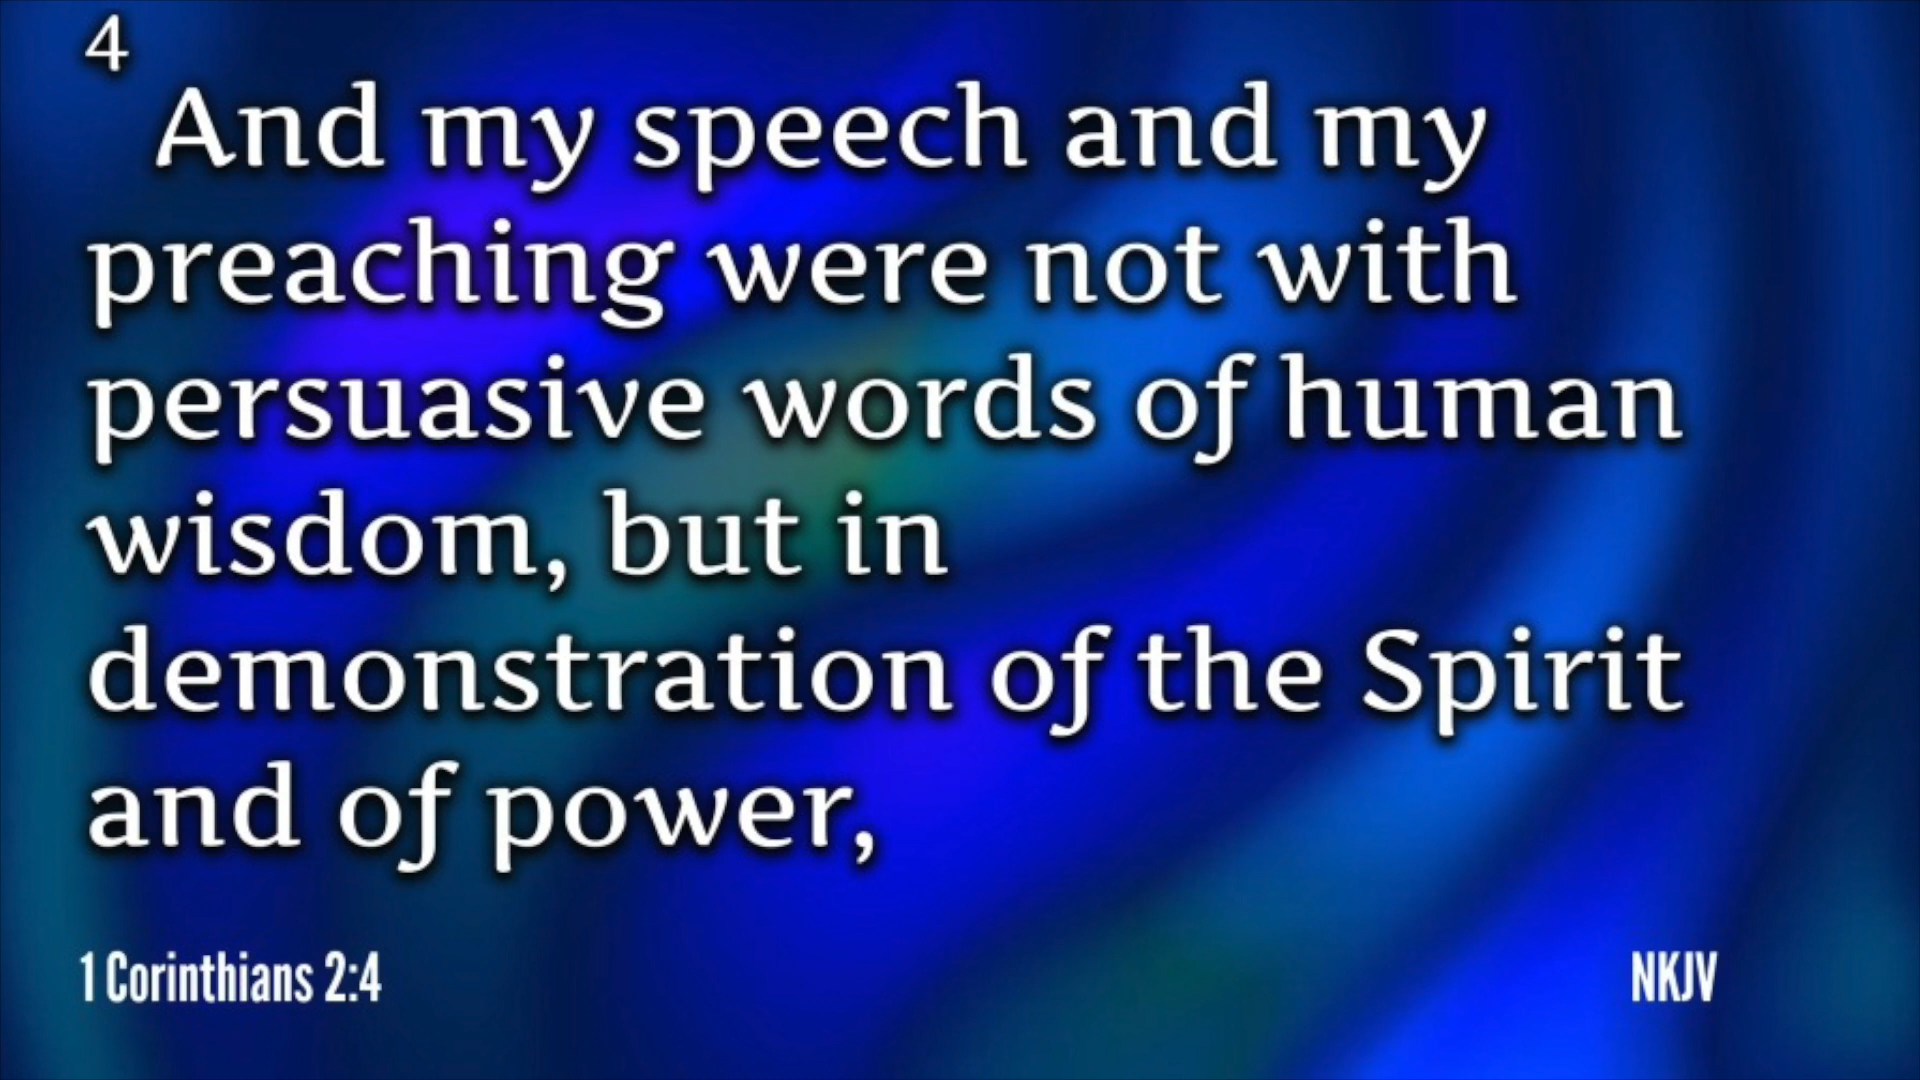 4
And my speech and my
preaching were not with
persuasive words of human
wisdom, but in
demonstration of the Spirit
and of power,
1 Corinthians 2:4
NKJV